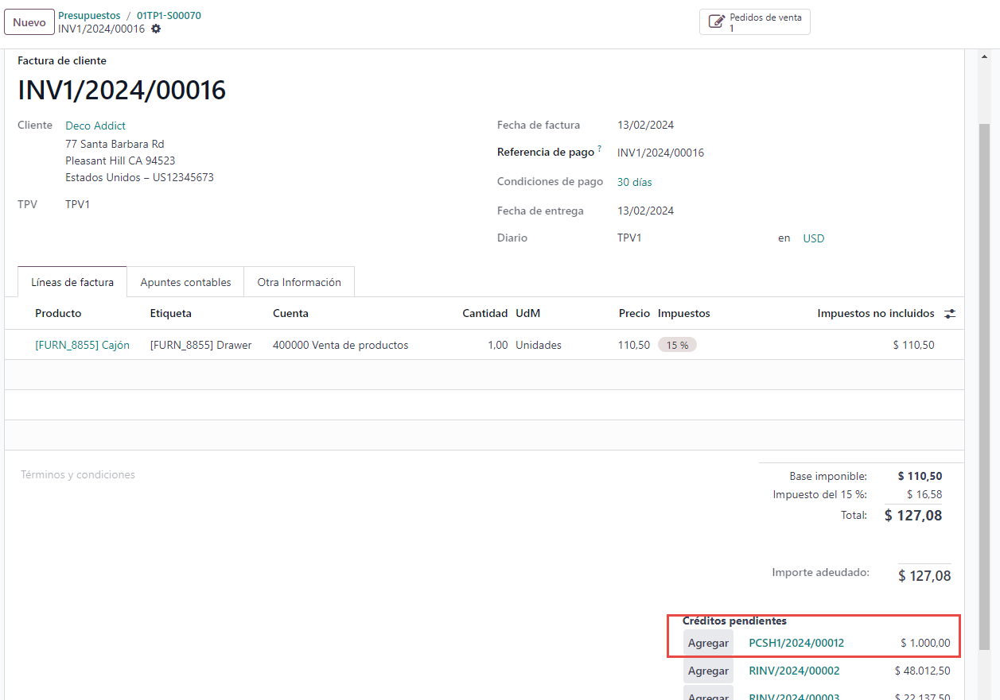 Nuevo
Presupuestos / 01TP1-S00070
INV1/2024/00016
Pedidos de venta
1
Factura de cliente
INV1/2024/00016
Cliente Deco Addict
77 Santa Barbara Rd
Pleasant Hill CA 94523
Estados Unidos – US12345673
TPV TPV1
Fecha de factura 13/02/2024
Referencia de pago ? INV1/2024/00016
Condiciones de pago 30 días
Fecha de entrega 13/02/2024
Diario TPV1 en USD
Líneas de factura Apuntes contables Otra Información
Producto Etiqueta Cuenta Cantidad UdM Precio Impuestos Impuestos no incluidos
[FURN_8855] Cajón [FURN_8855] Drawer 400000 Venta de productos 1,00 Unidades 110,50 15 % $ 110,50
Términos y condiciones
Base imponible: $ 110,50
Impuesto del 15 %: $ 16,58
Total: $ 127,08
Importe adeudado: $ 127,08
Créditos pendientes
Agregar PCSH1/2024/00012 $ 1.000,00
Agregar RINV/2024/00002 $ 48.012,50
Agregar RINV/2024/00003 $ 22.137,50